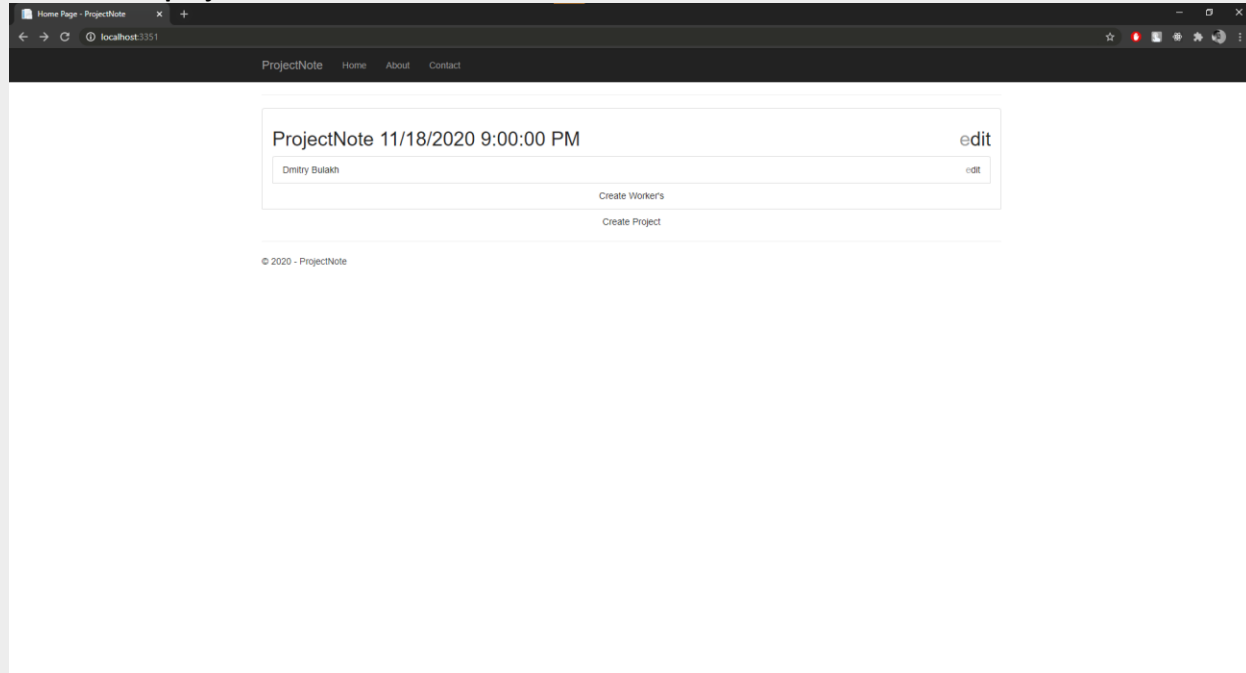 Home Page - ProjectNote
localhost:3351
ProjectNote Home About Contact
ProjectNote 11/18/2020 9:00:00 PM edit
Dmitry Bulakh edit
Create Worker's
Create Project
© 2020 - ProjectNote